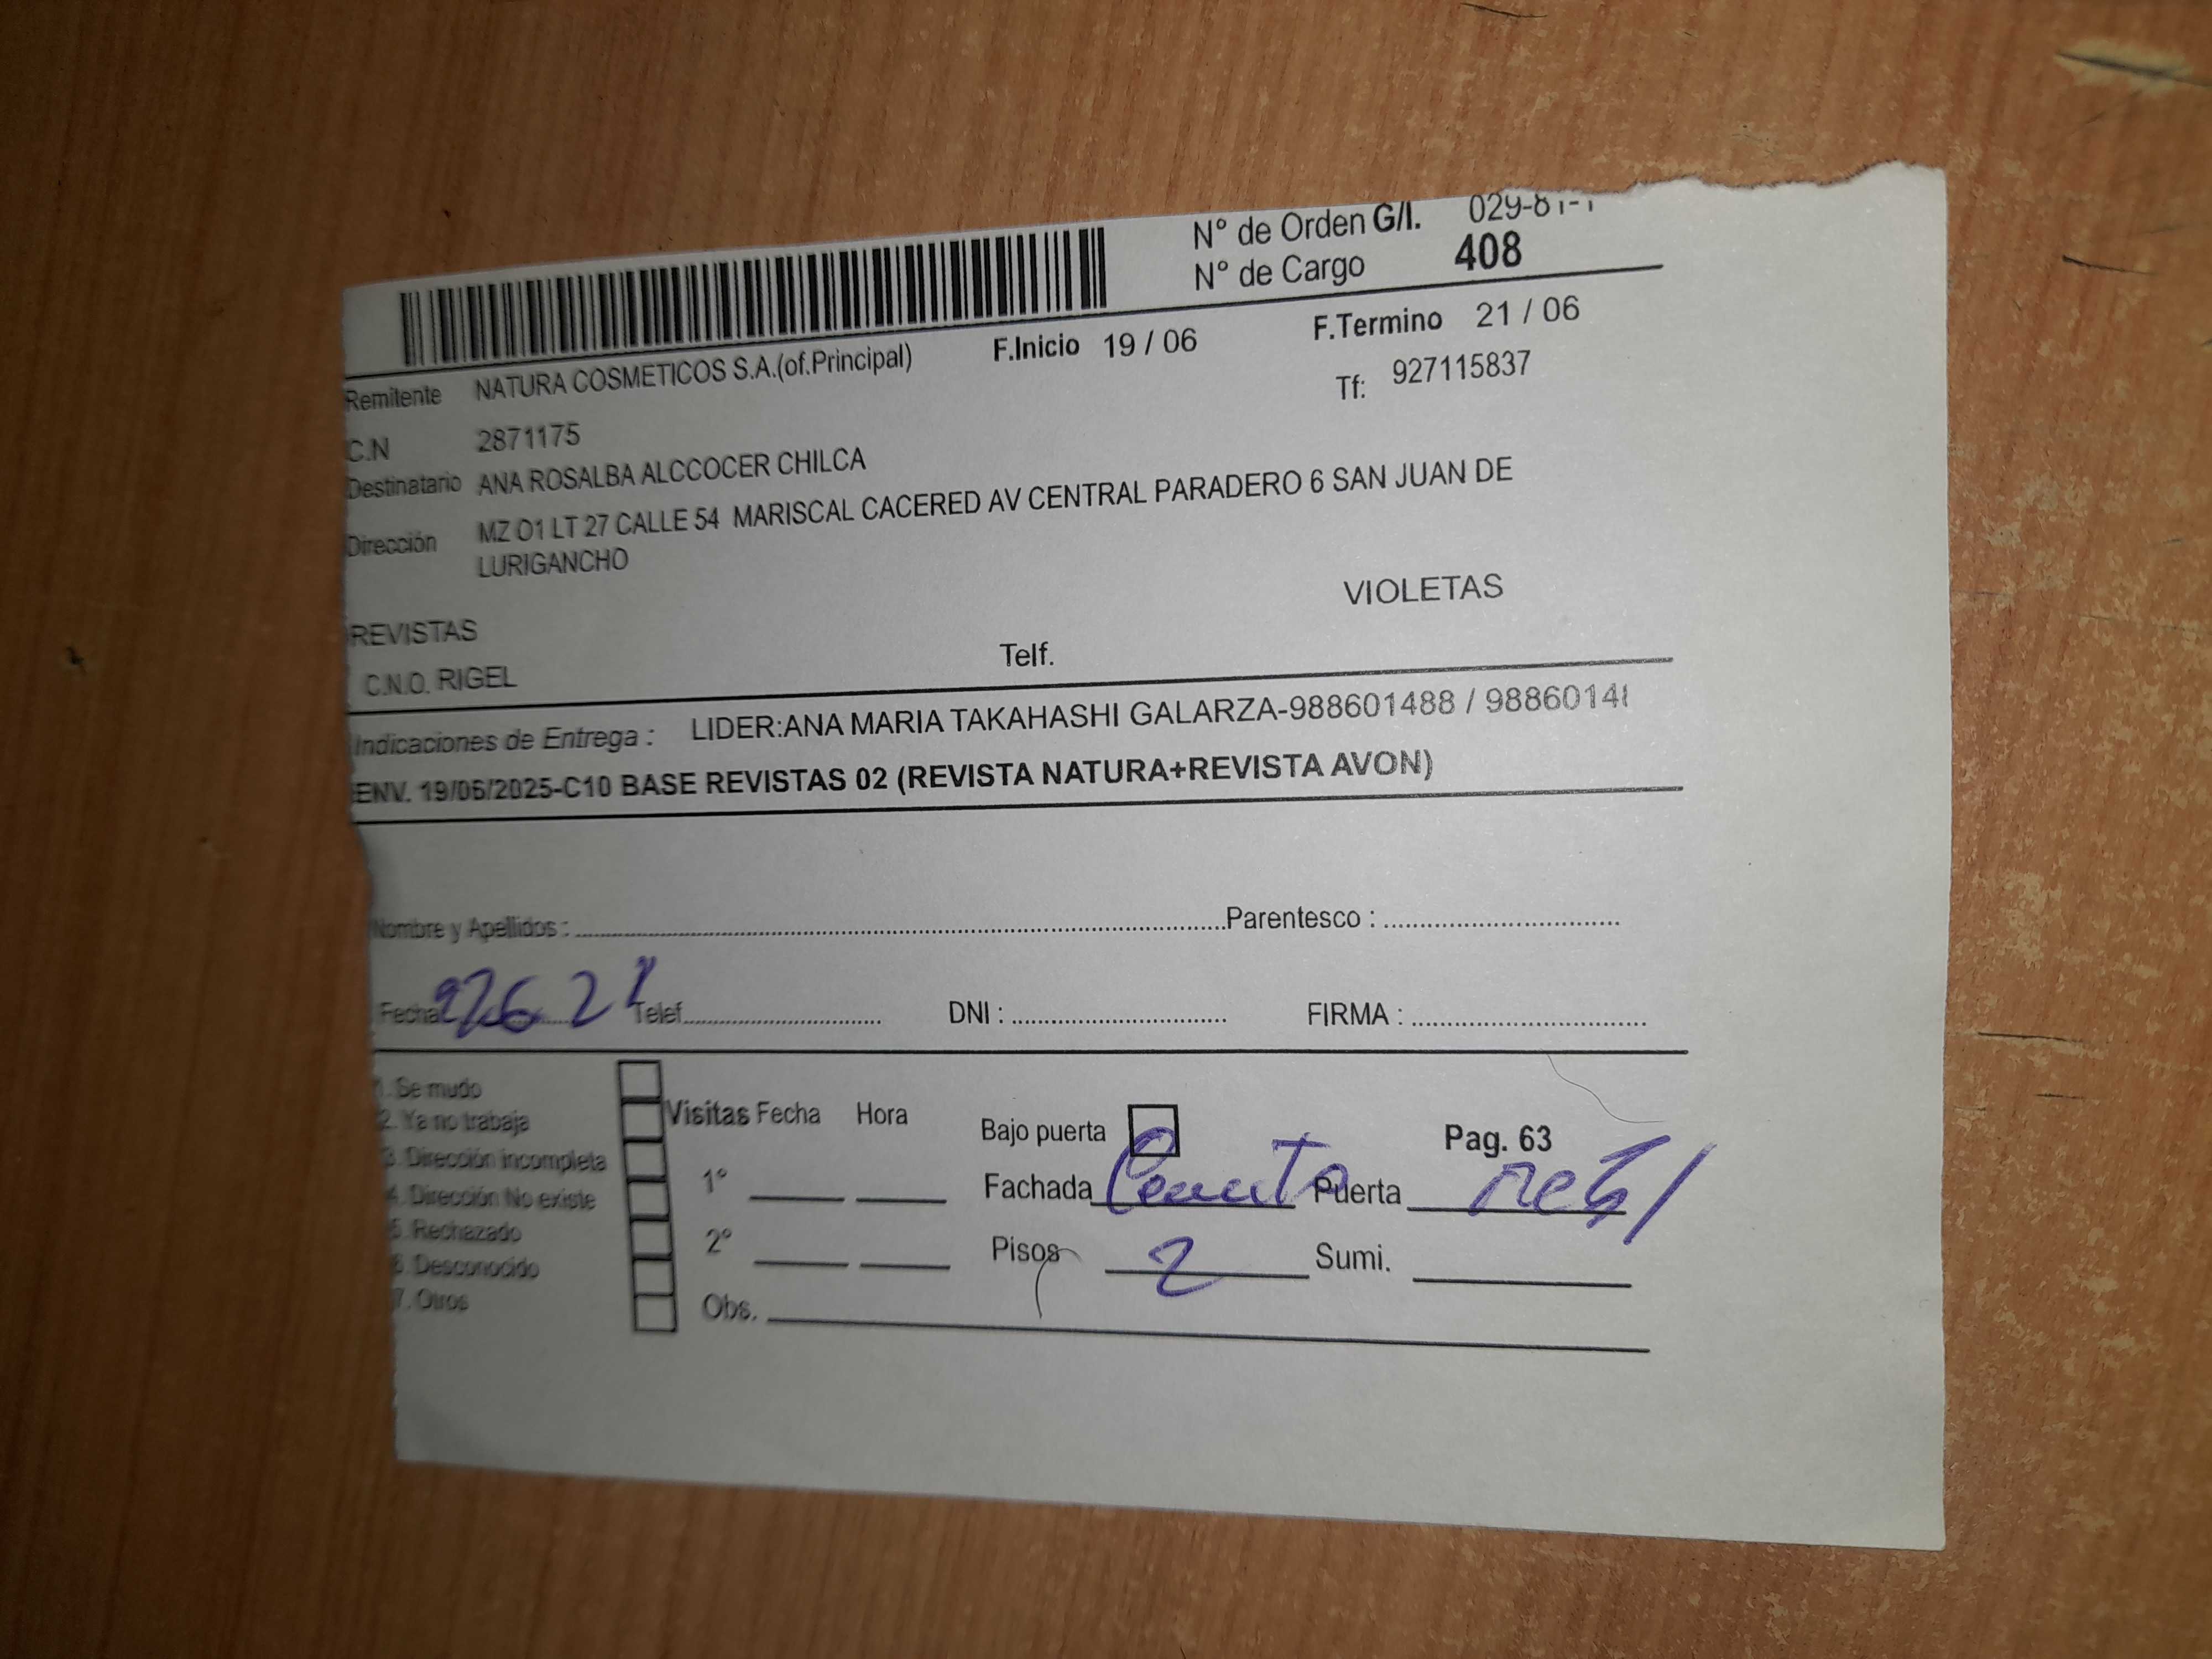 N° de Orden G/I. 029-81-1
N° de Cargo 408
F.Inicio 19 / 06 F.Termino 21 / 06
Remitente NATURA COSMETICOS S.A.(of.Principal) Tf: 927115837
C.N 2871175
Destinatario ANA ROSALBA ALCCOCER CHILCA
Dirección MZ O1 LT 27 CALLE 54 MARISCAL CACERED AV CENTRAL PARADERO 6 SAN JUAN DE
LURIGANCHO
VIOLETAS
REVISTAS
C.N.O. RIGEL Telf.
Indicaciones de Entrega : LIDER:ANA MARIA TAKAHASHI GALARZA-988601488 / 98860148
ENV. 19/06/2025-C10 BASE REVISTAS 02 (REVISTA NATURA+REVISTA AVON)
Nombre y Apellidos : Parentesco :
Fecha Telef. DNI : FIRMA :
1. Se mudo
2. Ya no trabaja
3. Dirección incompleta
4. Dirección No existe
5. Rechazado
6. Desconocido
7. Otros
Visitas Fecha Hora
1°
2°
Obs.
Bajo puerta Pag. 63
Fachada Puerta
Pisos 2 Sumi.